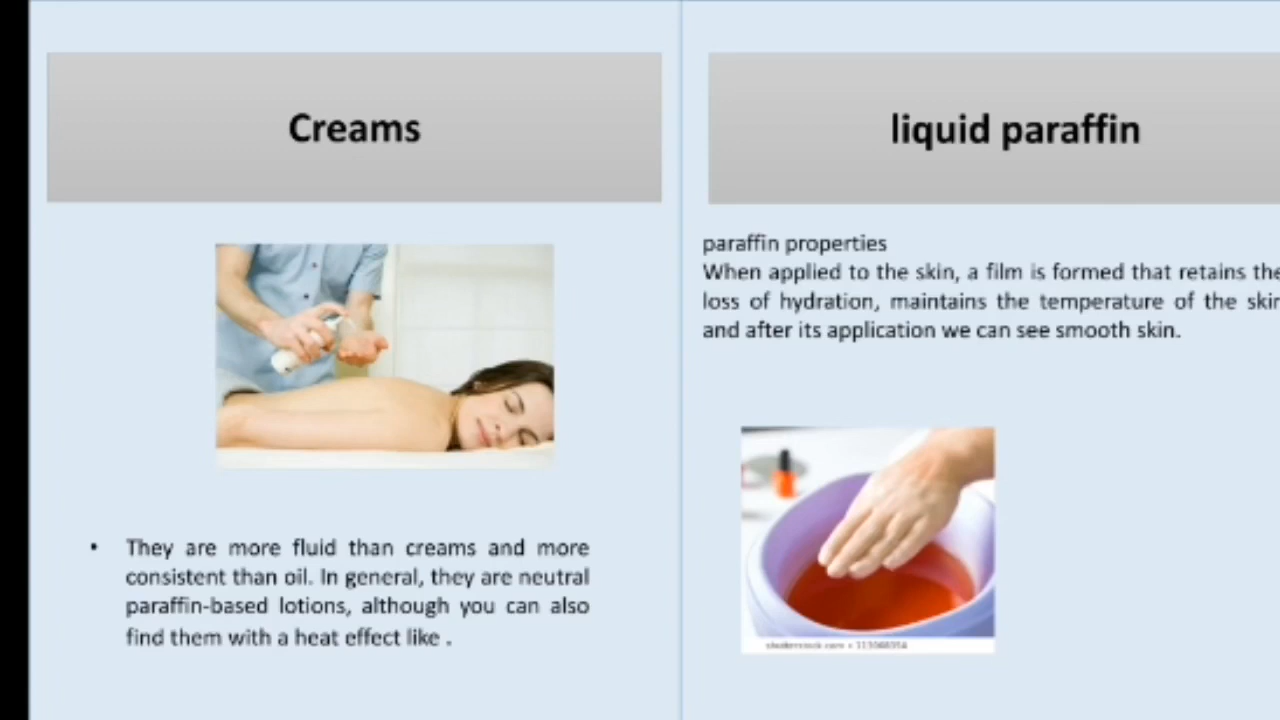 Creams
They are more fluid than creams and more
consistent than oil. In general, they are neutral
paraffin-based lotions, although you can also
find them with a heat effect like .
liquid paraffin
paraffin properties
When applied to the skin, a film is formed that retains the
loss of hydration, maintains the temperature of the skin
and after its application we can see smooth skin.